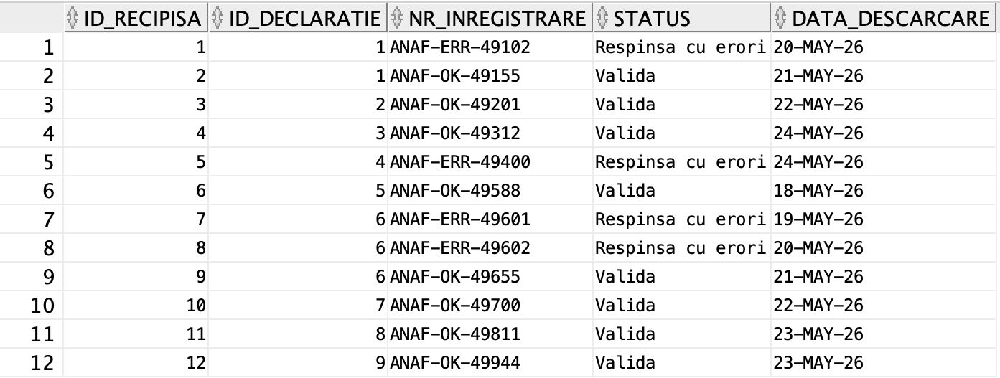 ID_RECIPISA ID_DECLARATIE NR_INREGISTRARE STATUS DATA_DESCARCARE
1 1 1 ANAF-ERR-49102 Respinsa cu erori 20-MAY-26
2 2 1 ANAF-OK-49155 Valida 21-MAY-26
3 3 2 ANAF-OK-49201 Valida 22-MAY-26
4 4 3 ANAF-OK-49312 Valida 24-MAY-26
5 5 4 ANAF-ERR-49400 Respinsa cu erori 24-MAY-26
6 6 5 ANAF-OK-49588 Valida 18-MAY-26
7 7 6 ANAF-ERR-49601 Respinsa cu erori 19-MAY-26
8 8 6 ANAF-ERR-49602 Respinsa cu erori 20-MAY-26
9 9 6 ANAF-OK-49655 Valida 21-MAY-26
10 10 7 ANAF-OK-49700 Valida 22-MAY-26
11 11 8 ANAF-OK-49811 Valida 23-MAY-26
12 12 9 ANAF-OK-49944 Valida 23-MAY-26